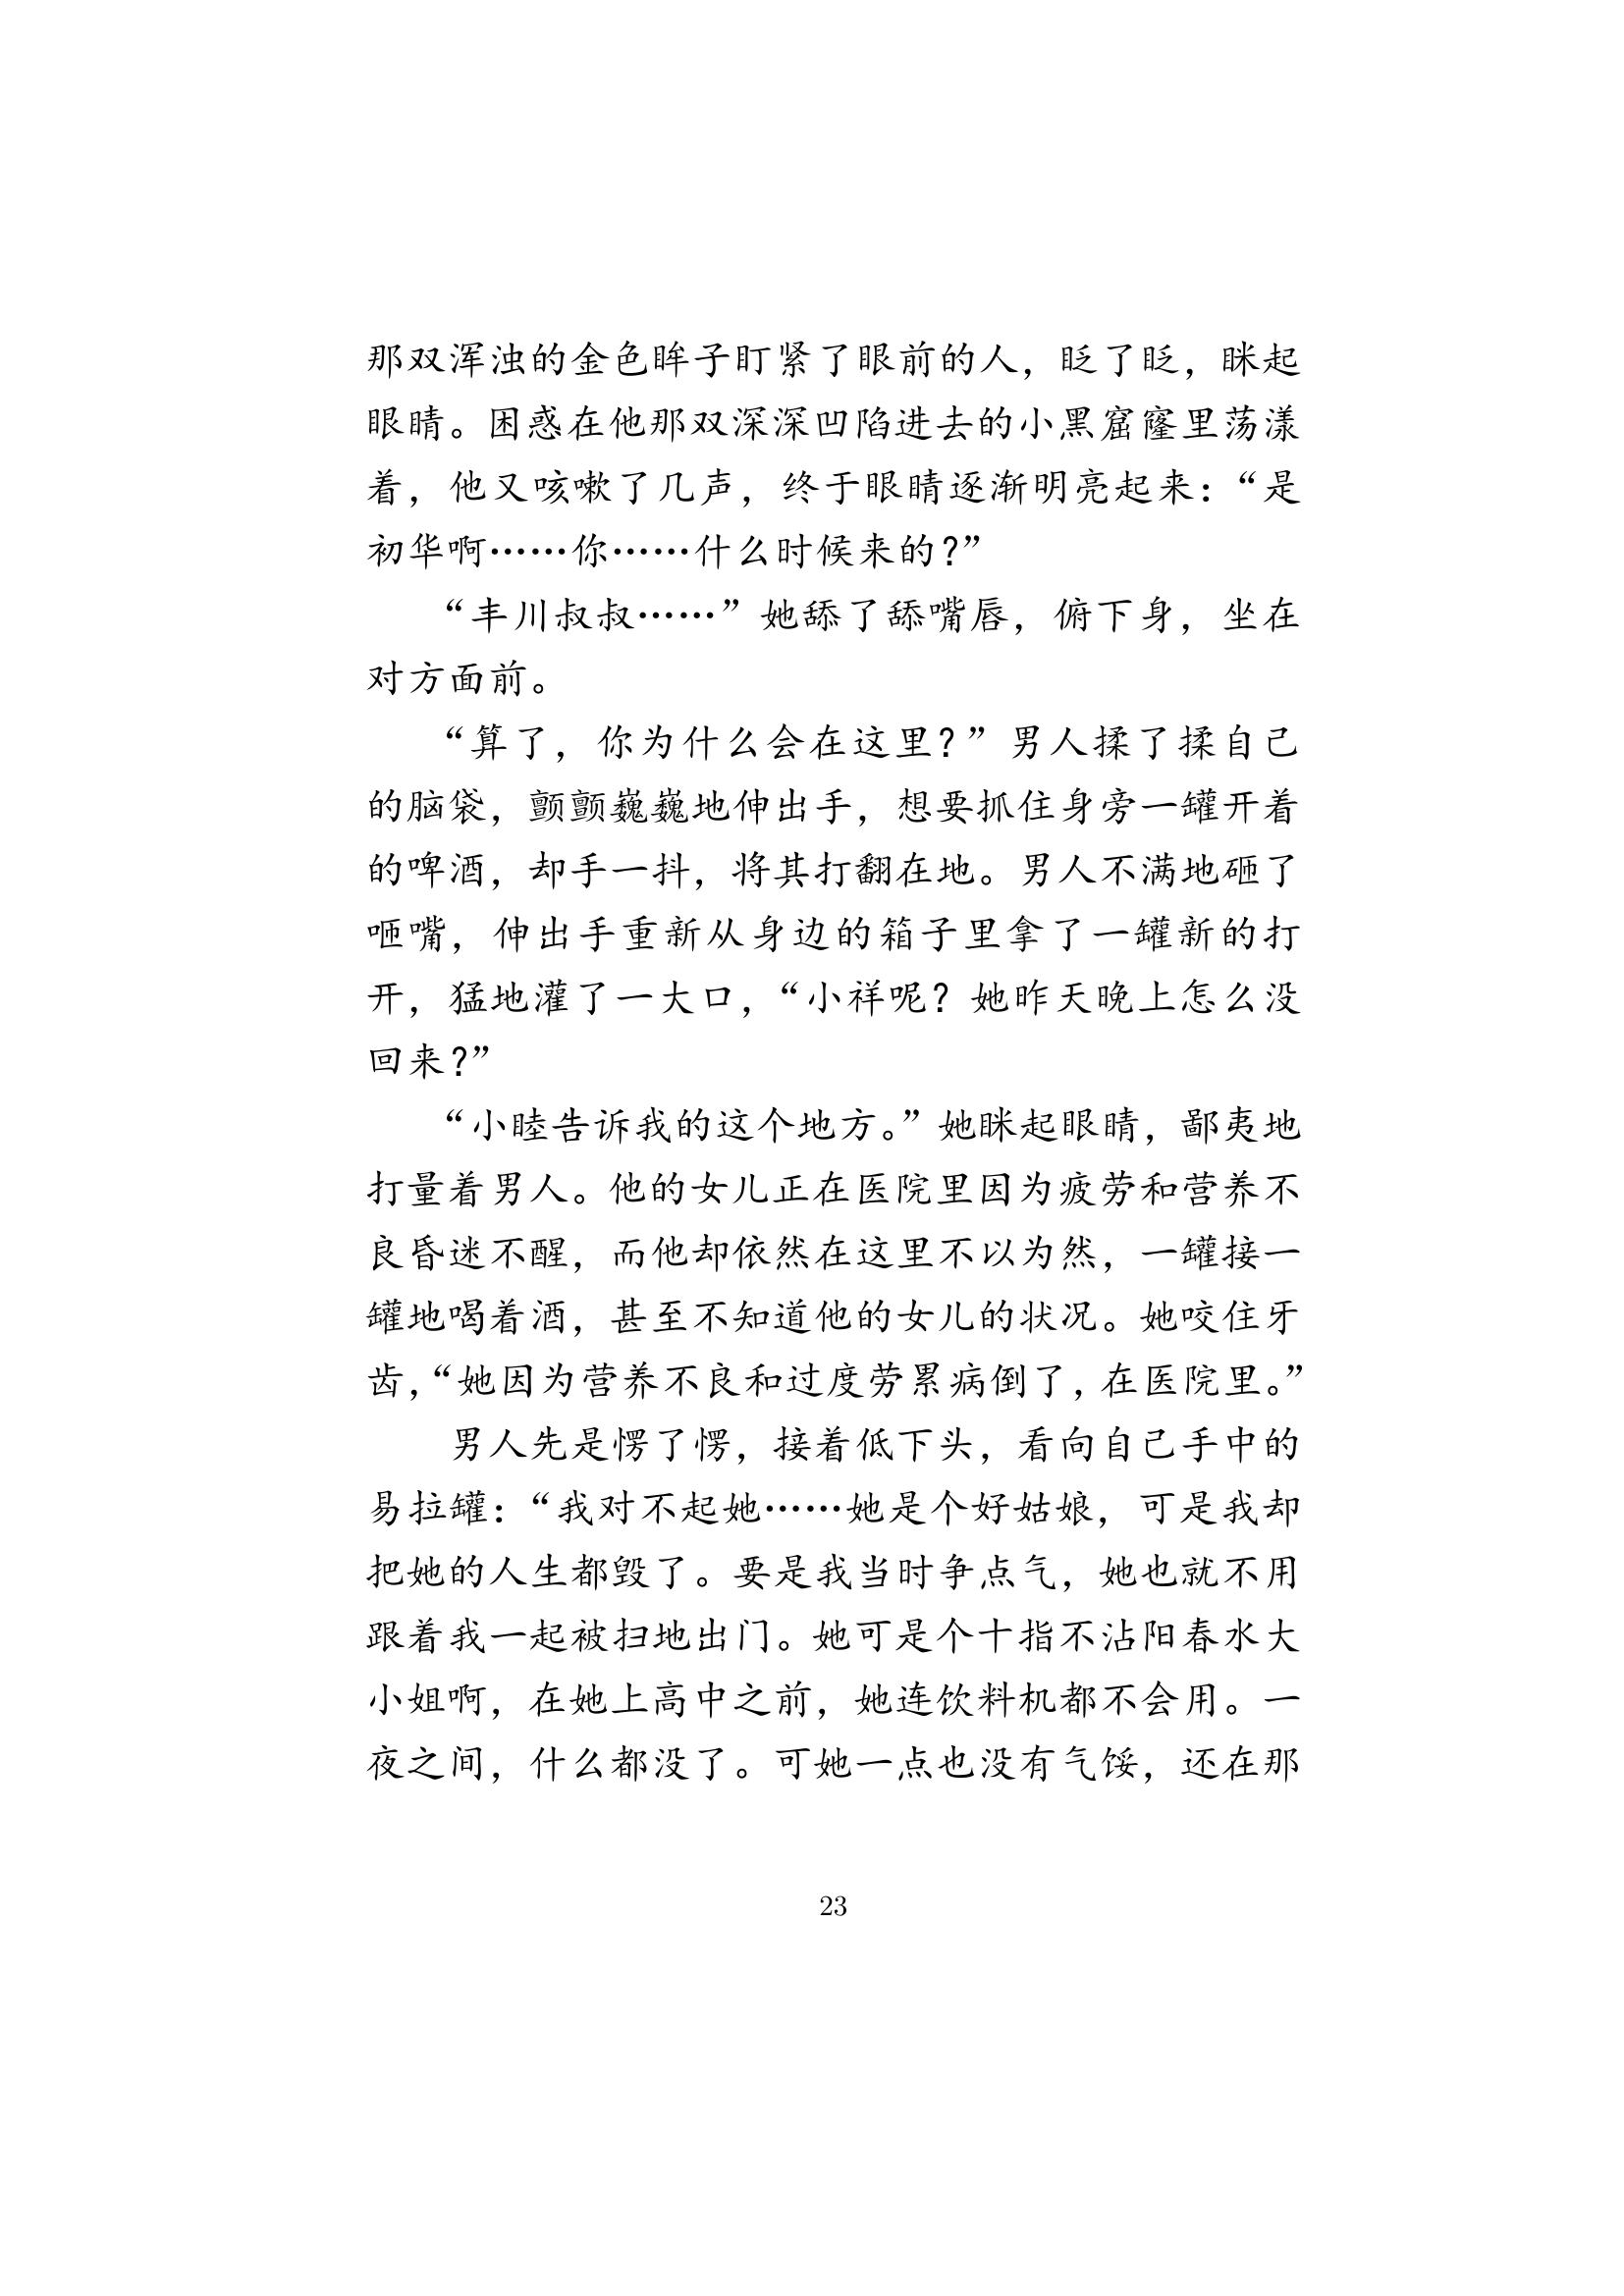 那双浑浊的金色眸子盯紧了眼前的人，眨了眨，眯起
眼睛。困惑在他那双深深凹陷进去的小黑窟窿里荡漾
着，他又咳嗽了几声，终于眼睛逐渐明亮起来：“是
初华啊……你……什么时候来的？”
“丰川叔叔……”她舔了舔嘴唇，俯下身，坐在
对方面前。
“算了，你为什么会在这里？”男人揉了揉自己
的脑袋，颤颤巍巍地伸出手，想要抓住身旁一罐开着
的啤酒，却手一抖，将其打翻在地。男人不满地砸了
咂嘴，伸出手重新从身边的箱子里拿了一罐新的打
开，猛地灌了一大口，“小祥呢？她昨天晚上怎么没
回来？”
“小睦告诉我的这个地方。”她眯起眼睛，鄙夷地
打量着男人。他的女儿正在医院里因为疲劳和营养不
良昏迷不醒，而他却依然在这里不以为然，一罐接一
罐地喝着酒，甚至不知道他的女儿的状况。她咬住牙
齿，“她因为营养不良和过度劳累病倒了，在医院里。”
男人先是愣了愣，接着低下头，看向自己手中的
易拉罐：“我对不起她……她是个好姑娘，可是我却
把她的人生都毁了。要是我当时争点气，她也就不用
跟着我一起被扫地出门。她可是个十指不沾阳春水大
小姐啊，在她上高中之前，她连饮料机都不会用。一
夜之间，什么都没了。可她一点也没有气馁，还在那
23